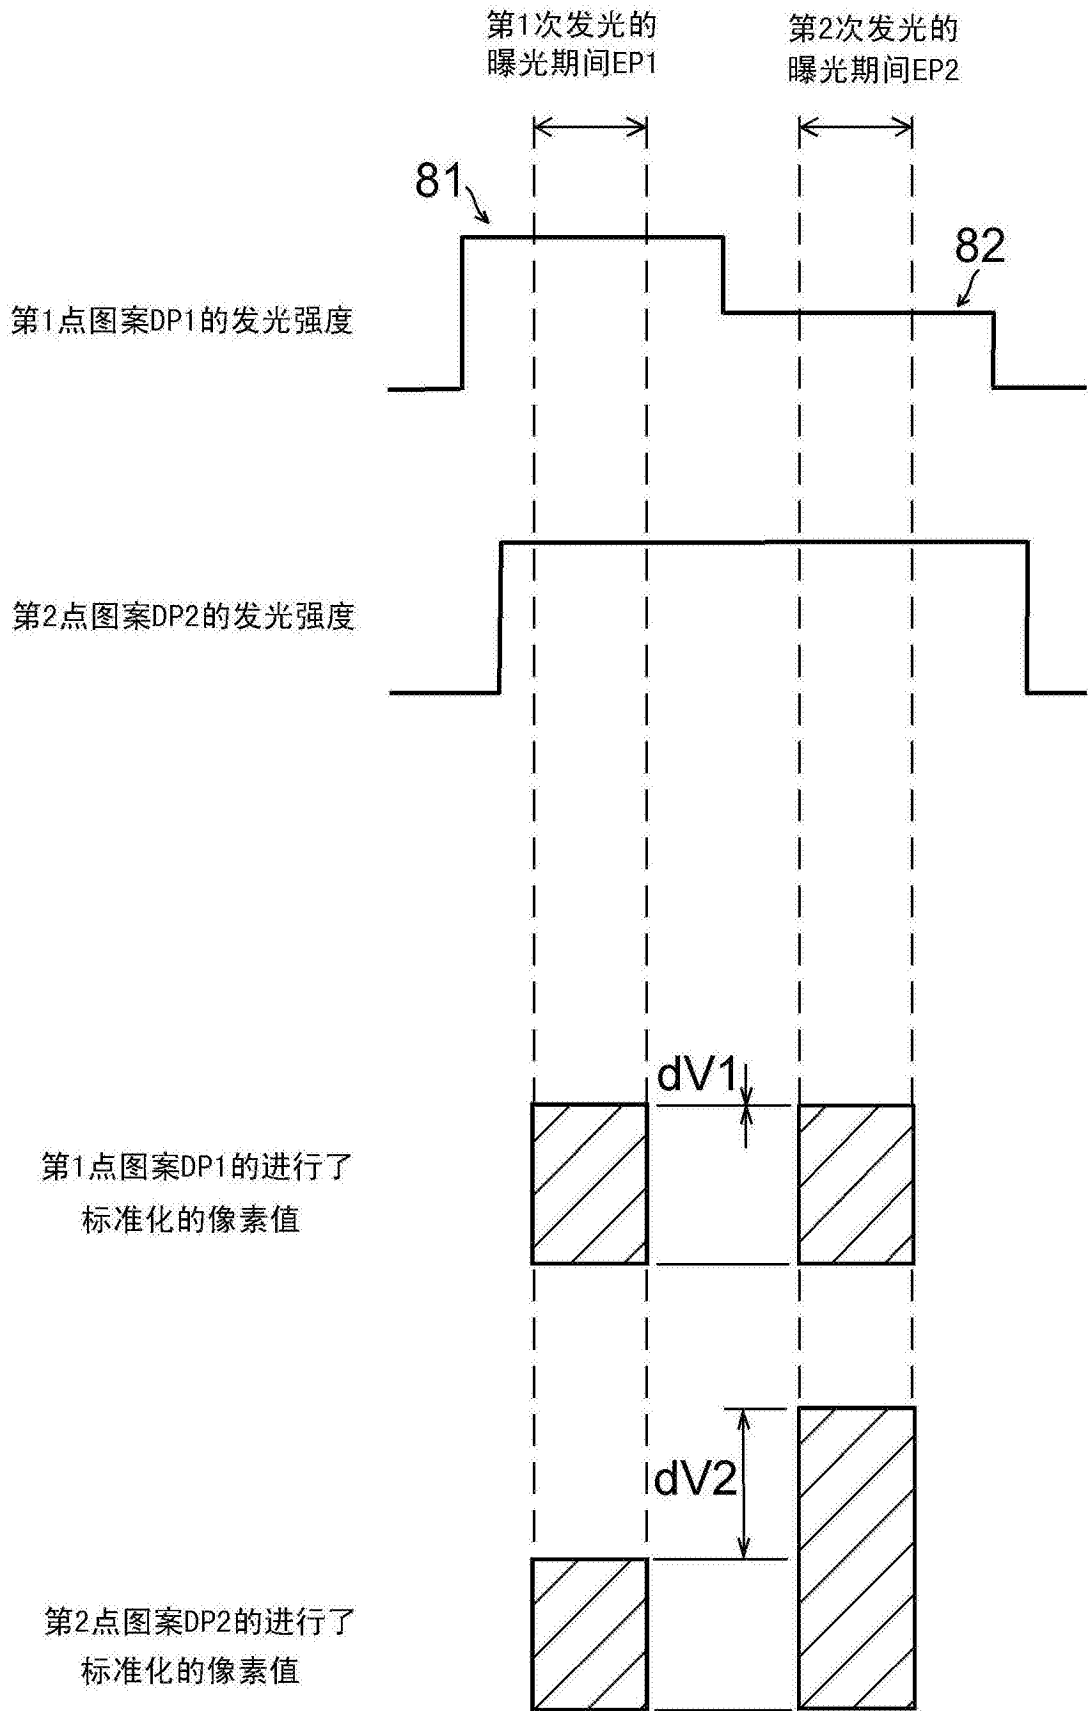 第1次发光的
曝光期间EP1
第2次发光的
曝光期间EP2
81
82
第1点图案DP1的发光强度
第2点图案DP2的发光强度
dV1
第1点图案DP1的进行了
标准化的像素值
dV2
第2点图案DP2的进行了
标准化的像素值